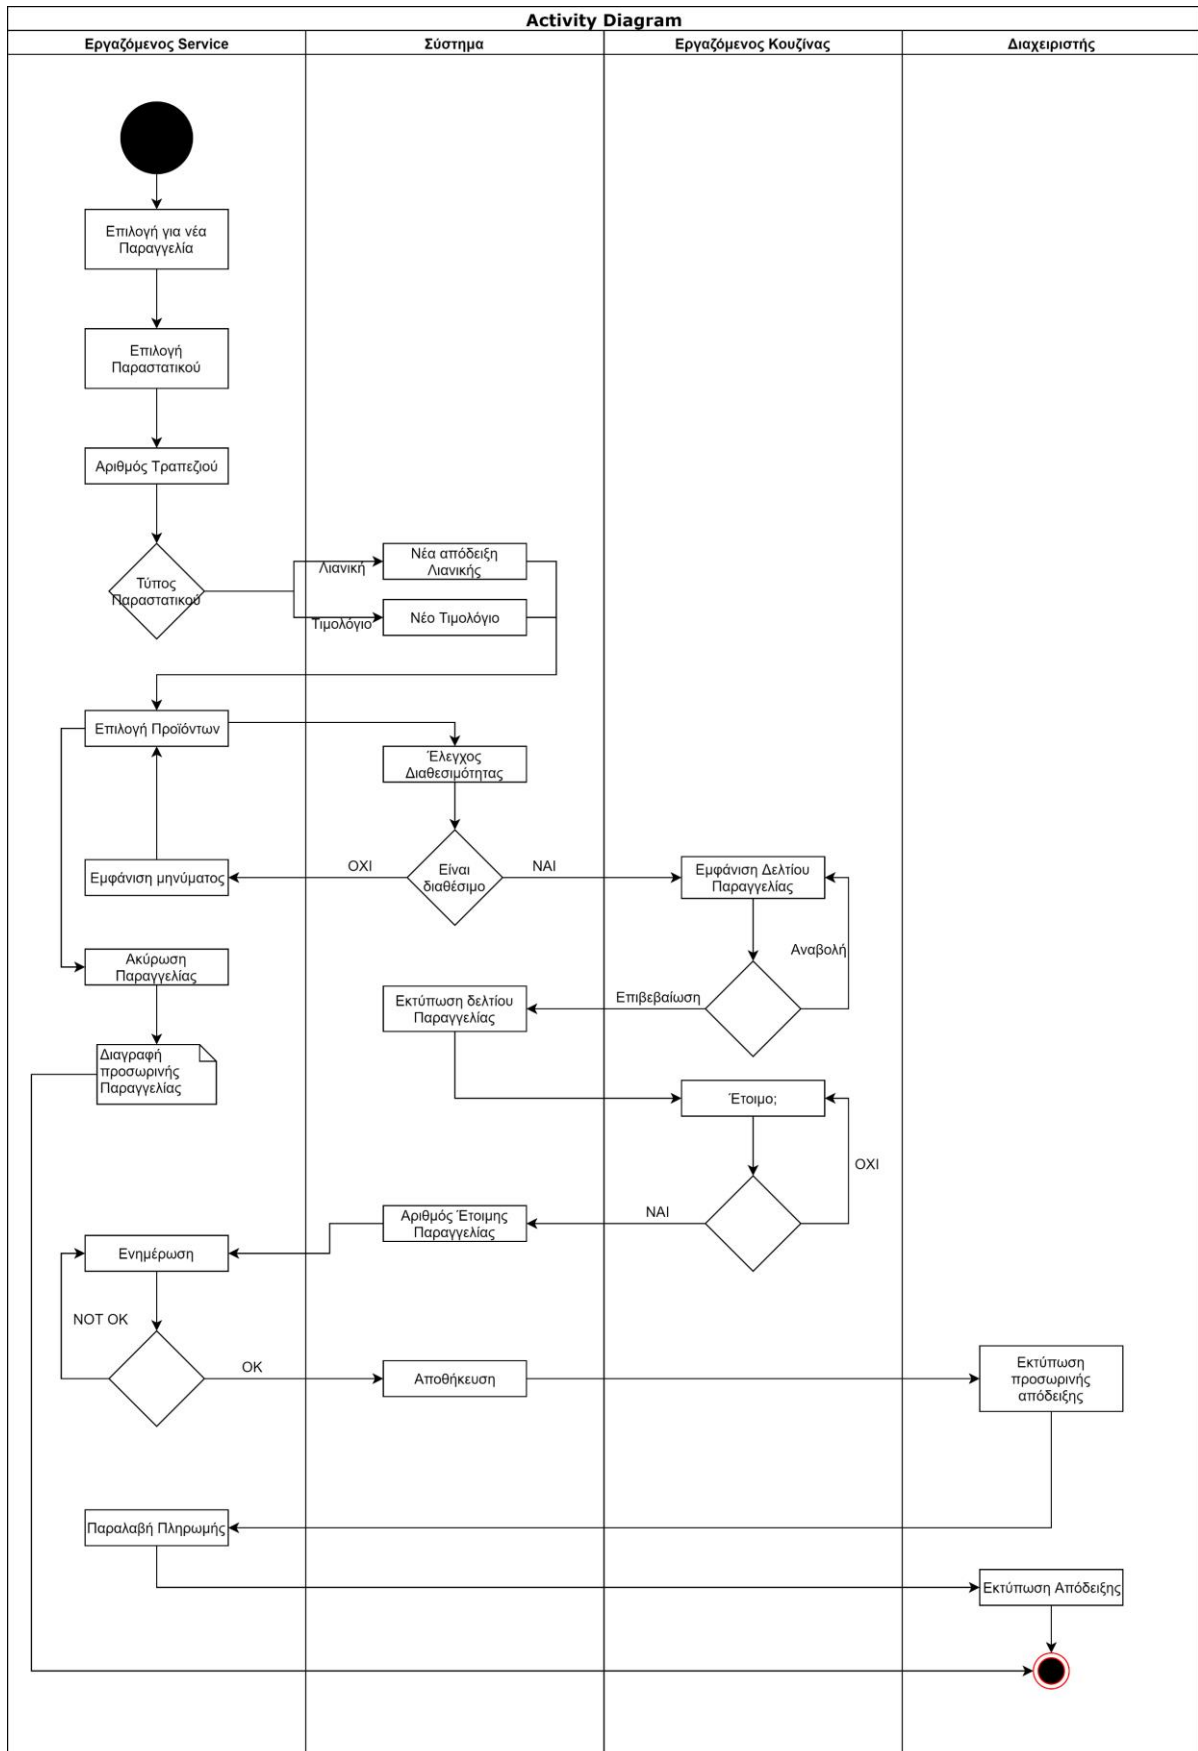 Activity Diagram
Εργαζόμενος Service
Σύστημα
Εργαζόμενος Κουζίνας
Διαχειριστής
Επιλογή για νέα
Παραγγελία
Επιλογή
Παραστατικού
Αριθμός Τραπεζιού
Τύπος
Παραστατικού
Λιανική
Τιμολόγιο
Νέα απόδειξη
Λιανικής
Νέο Τιμολόγιο
Επιλογή Προϊόντων
Έλεγχος
Διαθεσιμότητας
Εμφάνιση μηνύματος
ΟΧΙ
Είναι
διαθέσιμο
ΝΑΙ
Εμφάνιση Δελτίου
Παραγγελίας
Αναβολή
Ακύρωση
Παραγγελίας
Εκτύπωση δελτίου
Παραγγελίας
Επιβεβαίωση
Διαγραφή
προσωρινής
Παραγγελίας
Έτοιμο;
ΟΧΙ
Αριθμός Έτοιμης
Παραγγελίας
ΝΑΙ
Ενημέρωση
NOT OK
OK
Αποθήκευση
Εκτύπωση
προσωρινής
απόδειξης
Παραλαβή Πληρωμής
Εκτύπωση Απόδειξης